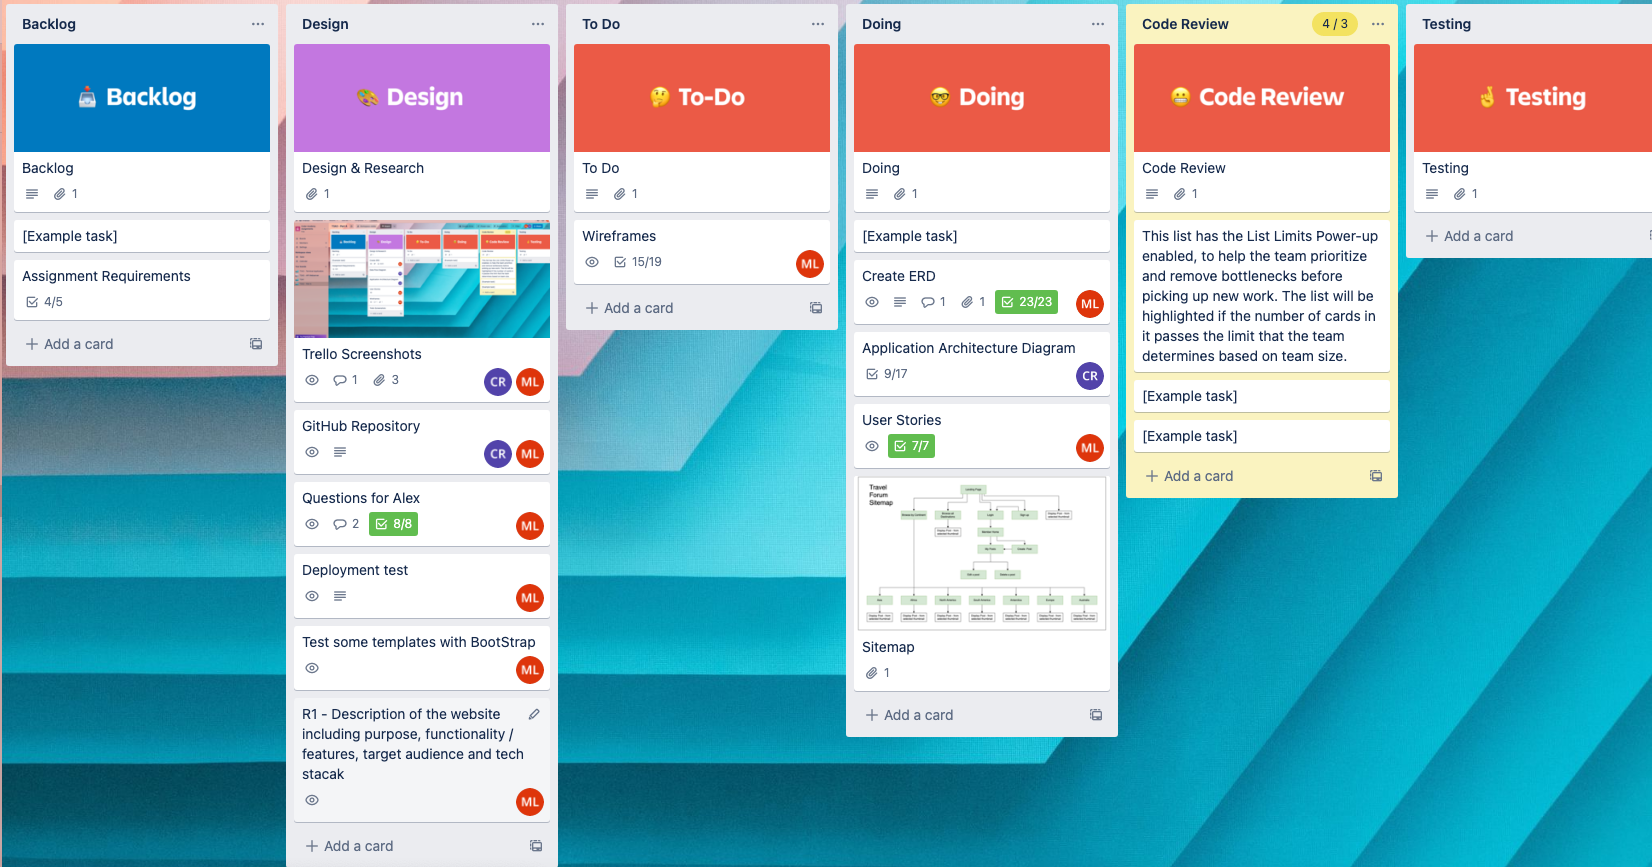 Backlog
Backlog
Backlog
1
[Example task]
Assignment Requirements
4/5
Add a card
Design
Design
Design & Research
1
Trello Screenshots
1
3
CR
ML
GitHub Repository
CR
ML
Questions for Alex
2
8/8
ML
Deployment test
ML
Test some templates with BootStrap
ML
R1 - Description of the website
including purpose, functionality /
features, target audience and tech
stacak
ML
Add a card
To Do
To-Do
To Do
1
Wireframes
15/19
ML
Add a card
Doing
Doing
Doing
1
[Example task]
Create ERD
1
1
23/23
ML
Application Architecture Diagram
9/17
CR
User Stories
7/7
ML
Travel
Forum
Sitemap
Sitemap
1
Add a card
Code Review
4 / 3
Code Review
Code Review
1
This list has the List Limits Power-up
enabled, to help the team prioritize
and remove bottlenecks before
picking up new work. The list will be
highlighted if the number of cards in
it passes the limit that the team
determines based on team size.
[Example task]
[Example task]
Add a card
Testing
Testing
Testing
1
Add a card